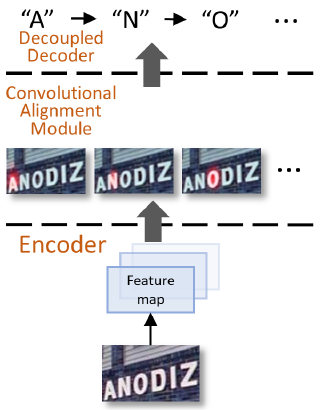 “A” “N” “O” ...
Decoupled
Decoder
Convolutional
Alignment
Module
ANODIZ ANODIZ ANODIZ ...
Encoder
Feature
map
ANODIZ